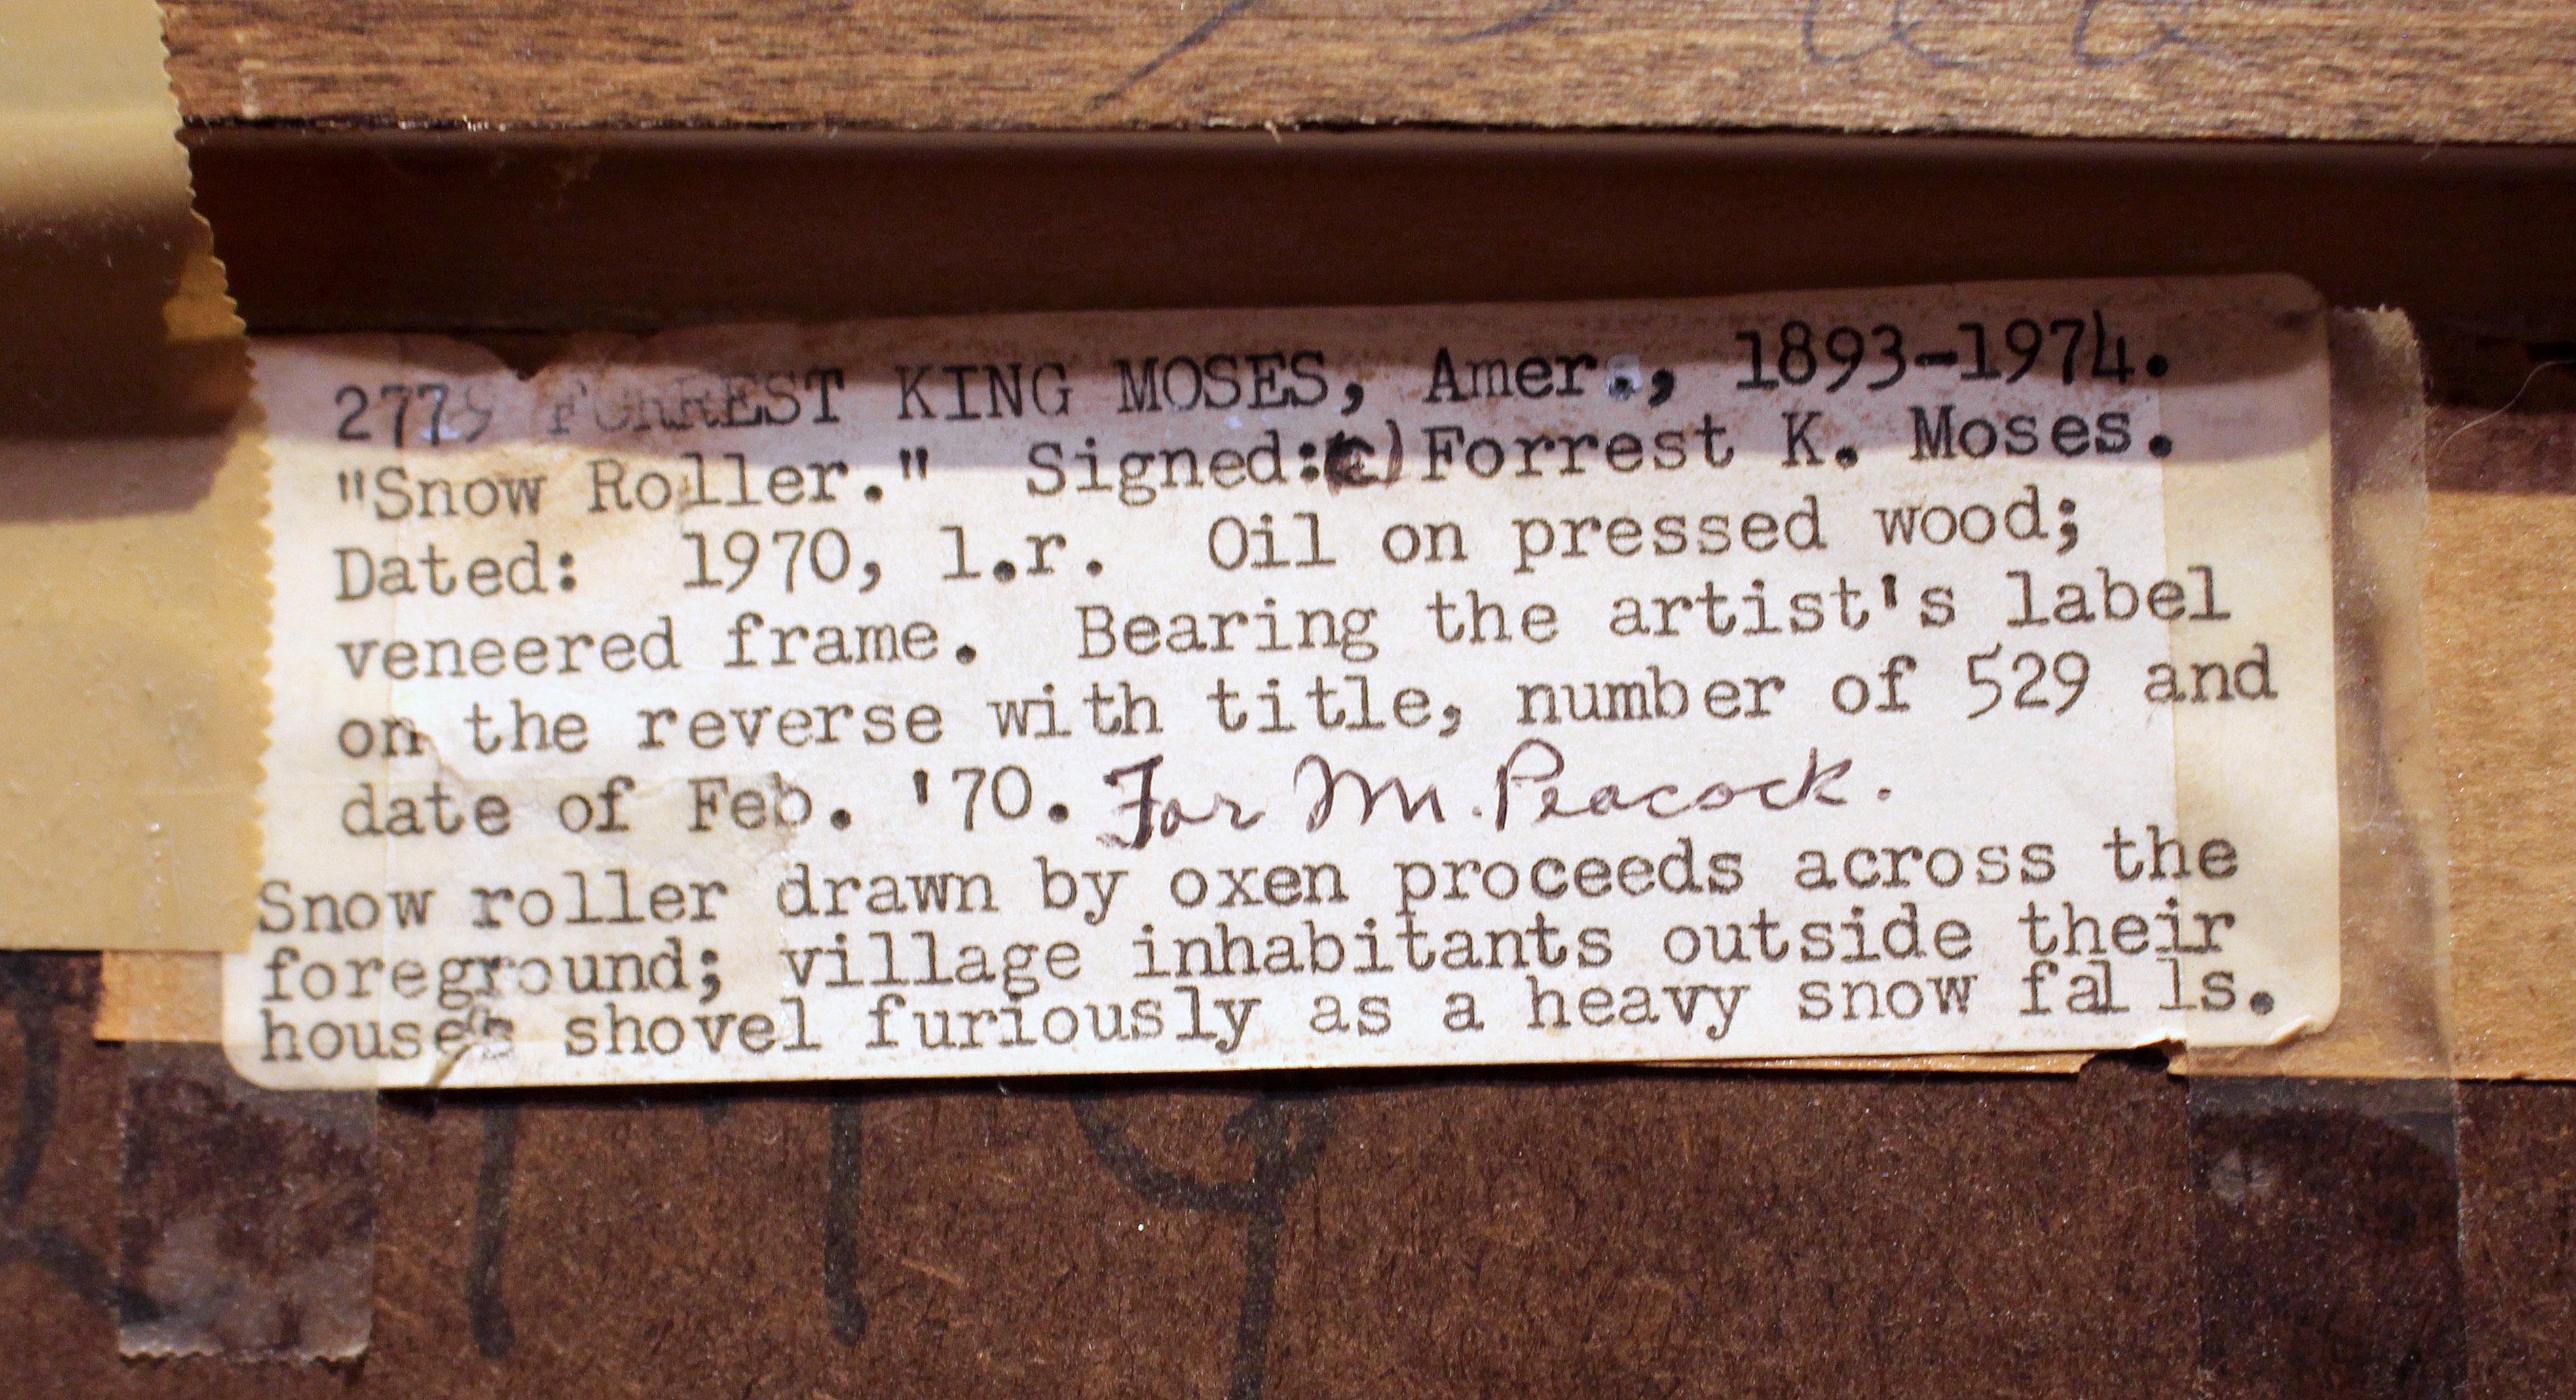 2779 FORREST KING MOSES, Amer., 1893-1974.
"Snow Roller." Signed:(c) Forrest K. Moses.
Dated: 1970, l.r. Oil on pressed wood;
veneered frame. Bearing the artist's label
on the reverse with title, number of 529 and
date of Feb. '70. For Mr. Peacock.
Snow roller drawn by oxen proceeds across the
foreground; village inhabitants outside their
houses shovel furiously as a heavy snow falls.